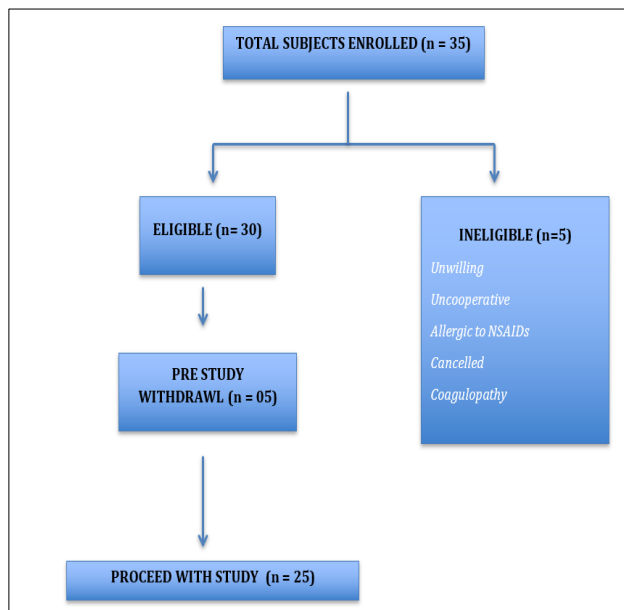 TOTAL SUBJECTS ENROLLED (n = 35)
ELIGIBLE (n= 30)
INELIGIBLE (n=5)
Unwilling
Uncooperative
Allergic to NSAIDs
Cancelled
Coagulopathy
PRE STUDY
WITHDRAWL (n = 05)
PROCEED WITH STUDY (n = 25)